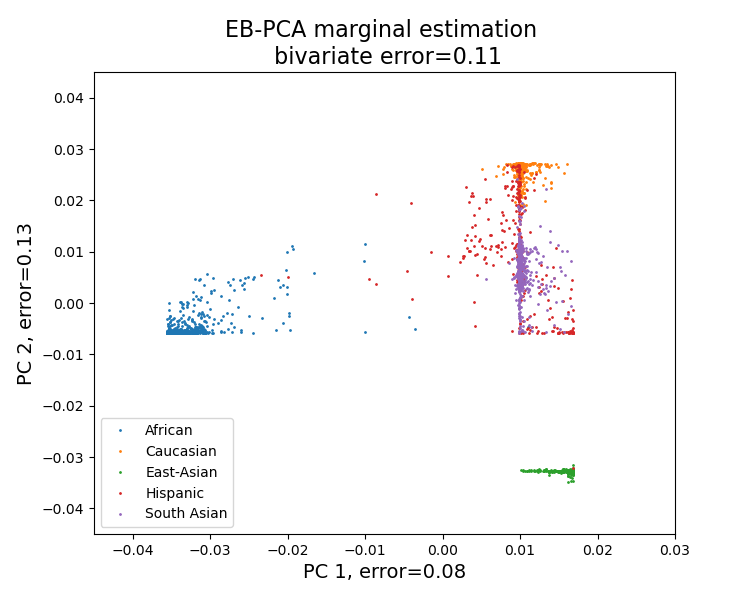 EB-PCA marginal estimation
bivariate error=0.11
PC 2, error=0.13
0.04
0.03
0.02
0.01
0.00
−0.01
−0.02
−0.03
−0.04
African
Caucasian
East-Asian
Hispanic
South Asian
−0.04 −0.03 −0.02 −0.01 0.00 0.01 0.02 0.03
PC 1, error=0.08